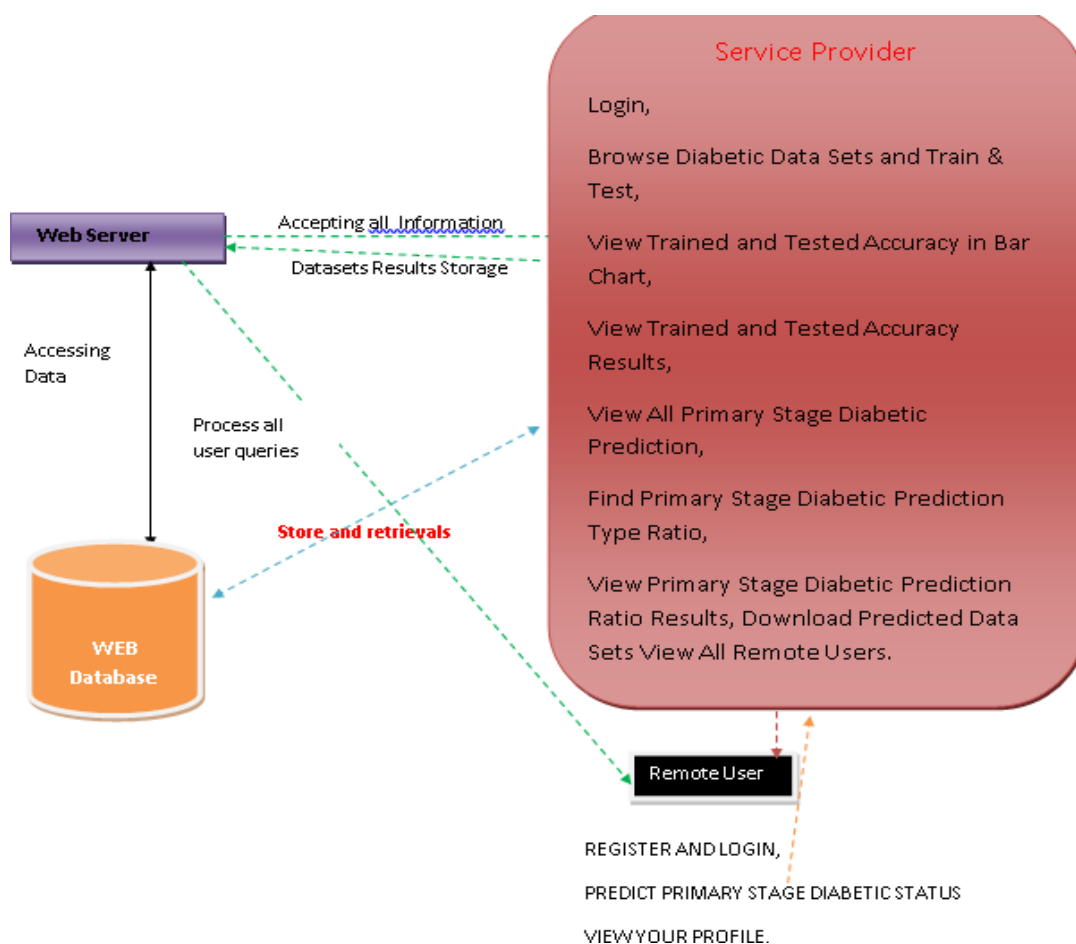 Service Provider
Login,
Browse Diabetic Data Sets and Train &
Test,
View Trained and Tested Accuracy in Bar
Chart,
View Trained and Tested Accuracy
Results,
View All Primary Stage Diabetic
Prediction,
Find Primary Stage Diabetic Prediction
Type Ratio,
View Primary Stage Diabetic Prediction
Ratio Results, Download Predicted Data
Sets View All Remote Users.
Web Server
Accepting all Information
Datasets Results Storage
Accessing
Data
Process all
user queries
Store and retrievals
WEB
Database
Remote User
REGISTER AND LOGIN,
PREDICT PRIMARY STAGE DIABETIC STATUS
VIEW YOUR PROFILE.